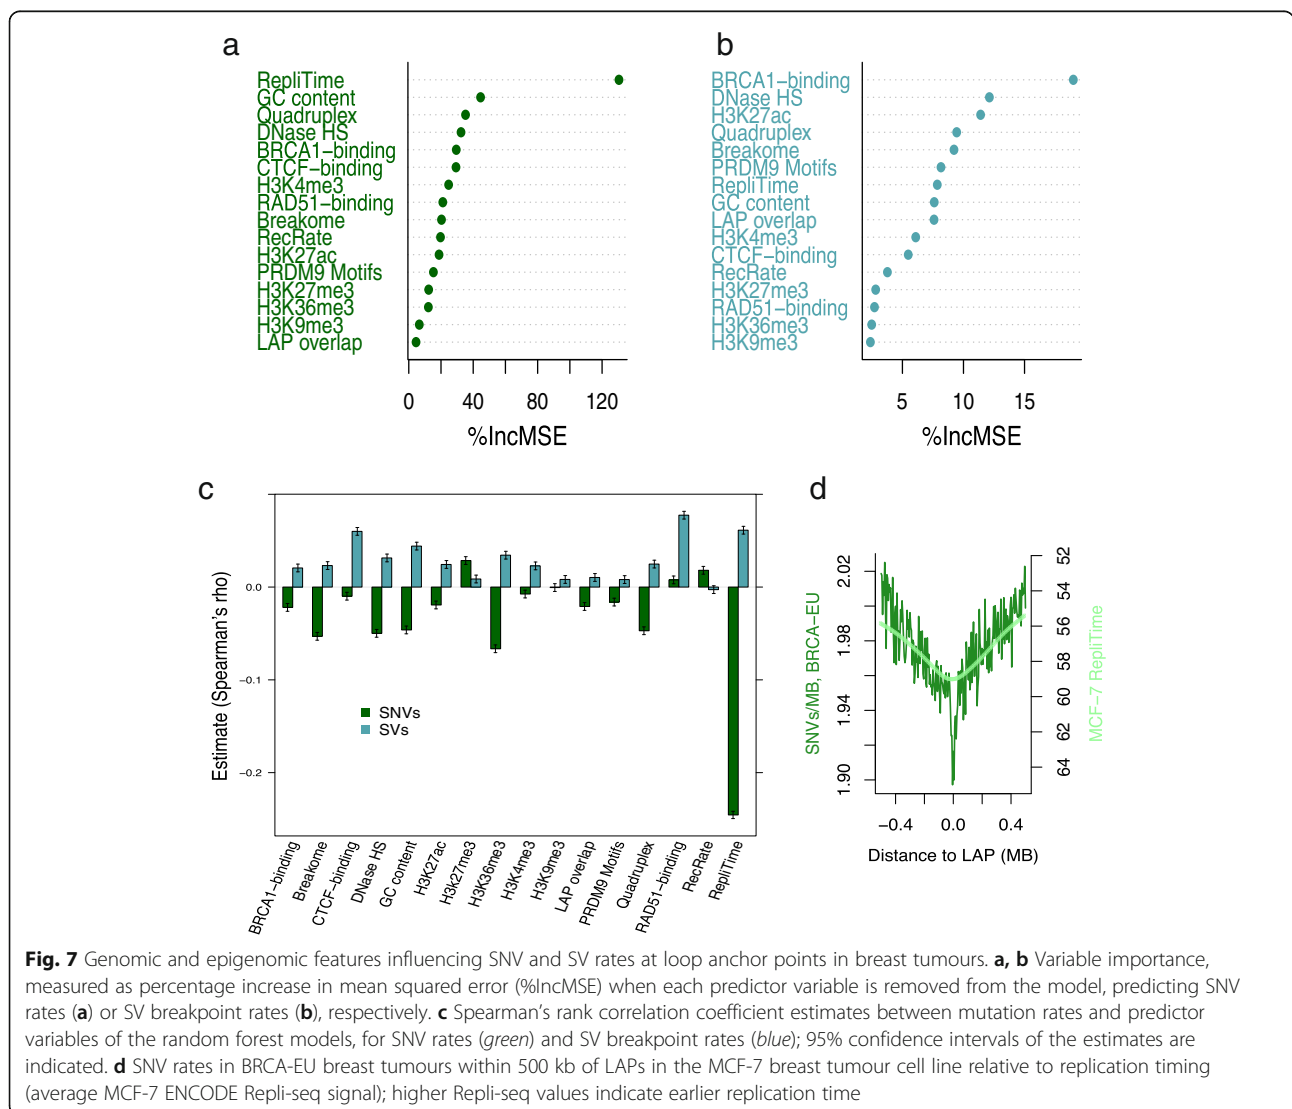 a
RepliTime
GC content
Quadruplex
DNase HS
BRCA1−binding
CTCF−binding
H3K4me3
RAD51−binding
Breakome
RecRate
H3K27ac
PRDM9 Motifs
H3K27me3
H3K36me3
H3K9me3
LAP overlap
0 40 80 120
%IncMSE
b
BRCA1−binding
DNase HS
H3K27ac
Quadruplex
Breakome
PRDM9 Motifs
RepliTime
GC content
LAP overlap
H3K4me3
CTCF−binding
RecRate
H3K27me3
RAD51−binding
H3K36me3
H3K9me3
5 10 15
%IncMSE
c
Estimate (Spearman's rho)
0.0
−0.1
−0.2
SNVs
SVs
BRCA1−binding
Breakome
CTCF−binding
DNase HS
GC content
H3K27ac
H3k27me3
H3K36me3
H3K4me3
H3K9me3
LAP overlap
PRDM9 Motifs
Quadruplex
RAD51−binding
RecRate
RepliTime
d
SNVs/MB, BRCA−EU
2.02
1.98
1.94
1.90
52
54
56
58
60
62
64
MCF−7 RepliTime
−0.4 0.0 0.4
Distance to LAP (MB)
Fig. 7 Genomic and epigenomic features influencing SNV and SV rates at loop anchor points in breast tumours. a, b Variable importance,
measured as percentage increase in mean squared error (%IncMSE) when each predictor variable is removed from the model, predicting SNV
rates (a) or SV breakpoint rates (b), respectively. c Spearman's rank correlation coefficient estimates between mutation rates and predictor
variables of the random forest models, for SNV rates (green) and SV breakpoint rates (blue); 95% confidence intervals of the estimates are
indicated. d SNV rates in BRCA-EU breast tumours within 500 kb of LAPs in the MCF-7 breast tumour cell line relative to replication timing
(average MCF-7 ENCODE Repli-seq signal); higher Repli-seq values indicate earlier replication time